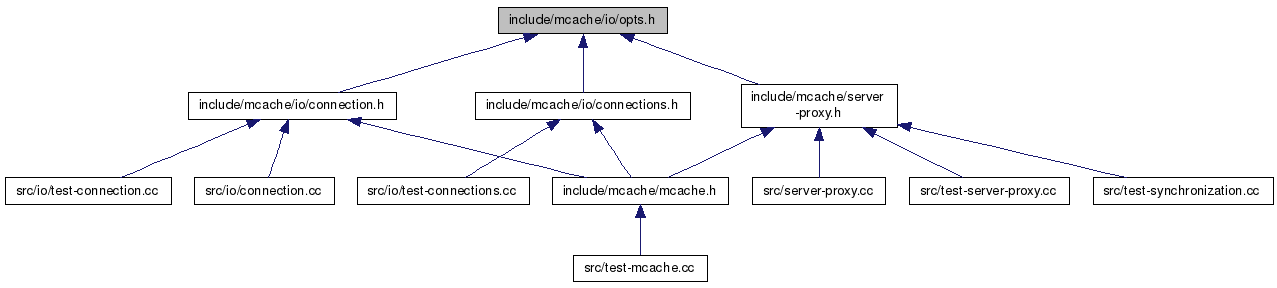 include/mcache/io/opts.h
include/mcache/io/connection.h
include/mcache/io/connections.h
include/mcache/server
-proxy.h
src/io/test-connection.cc
src/io/connection.cc
src/io/test-connections.cc
include/mcache/mcache.h
src/server-proxy.cc
src/test-server-proxy.cc
src/test-synchronization.cc
src/test-mcache.cc